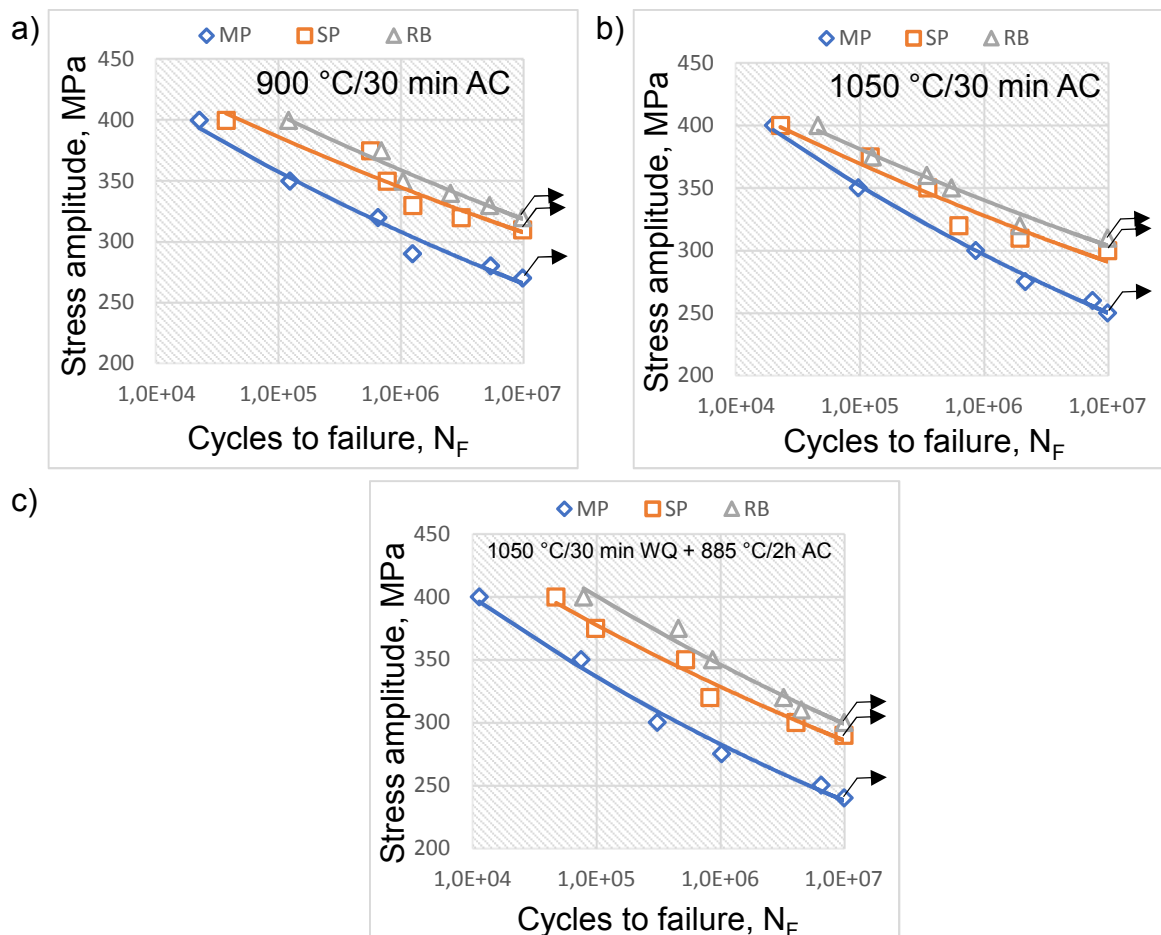 a)
MP SP RB
900 °C/30 min AC
Stress amplitude, MPa
450
400
350
300
250
200
1,0E+04 1,0E+05 1,0E+06 1,0E+07
Cycles to failure, N_F
b)
MP SP RB
1050 °C/30 min AC
Stress amplitude, MPa
450
400
350
300
250
200
1,0E+04 1,0E+05 1,0E+06 1,0E+07
Cycles to failure, N_F
c)
MP SP RB
1050 °C/30 min WQ + 885 °C/2h AC
Stress amplitude, MPa
450
400
350
300
250
200
1,0E+04 1,0E+05 1,0E+06 1,0E+07
Cycles to failure, N_F